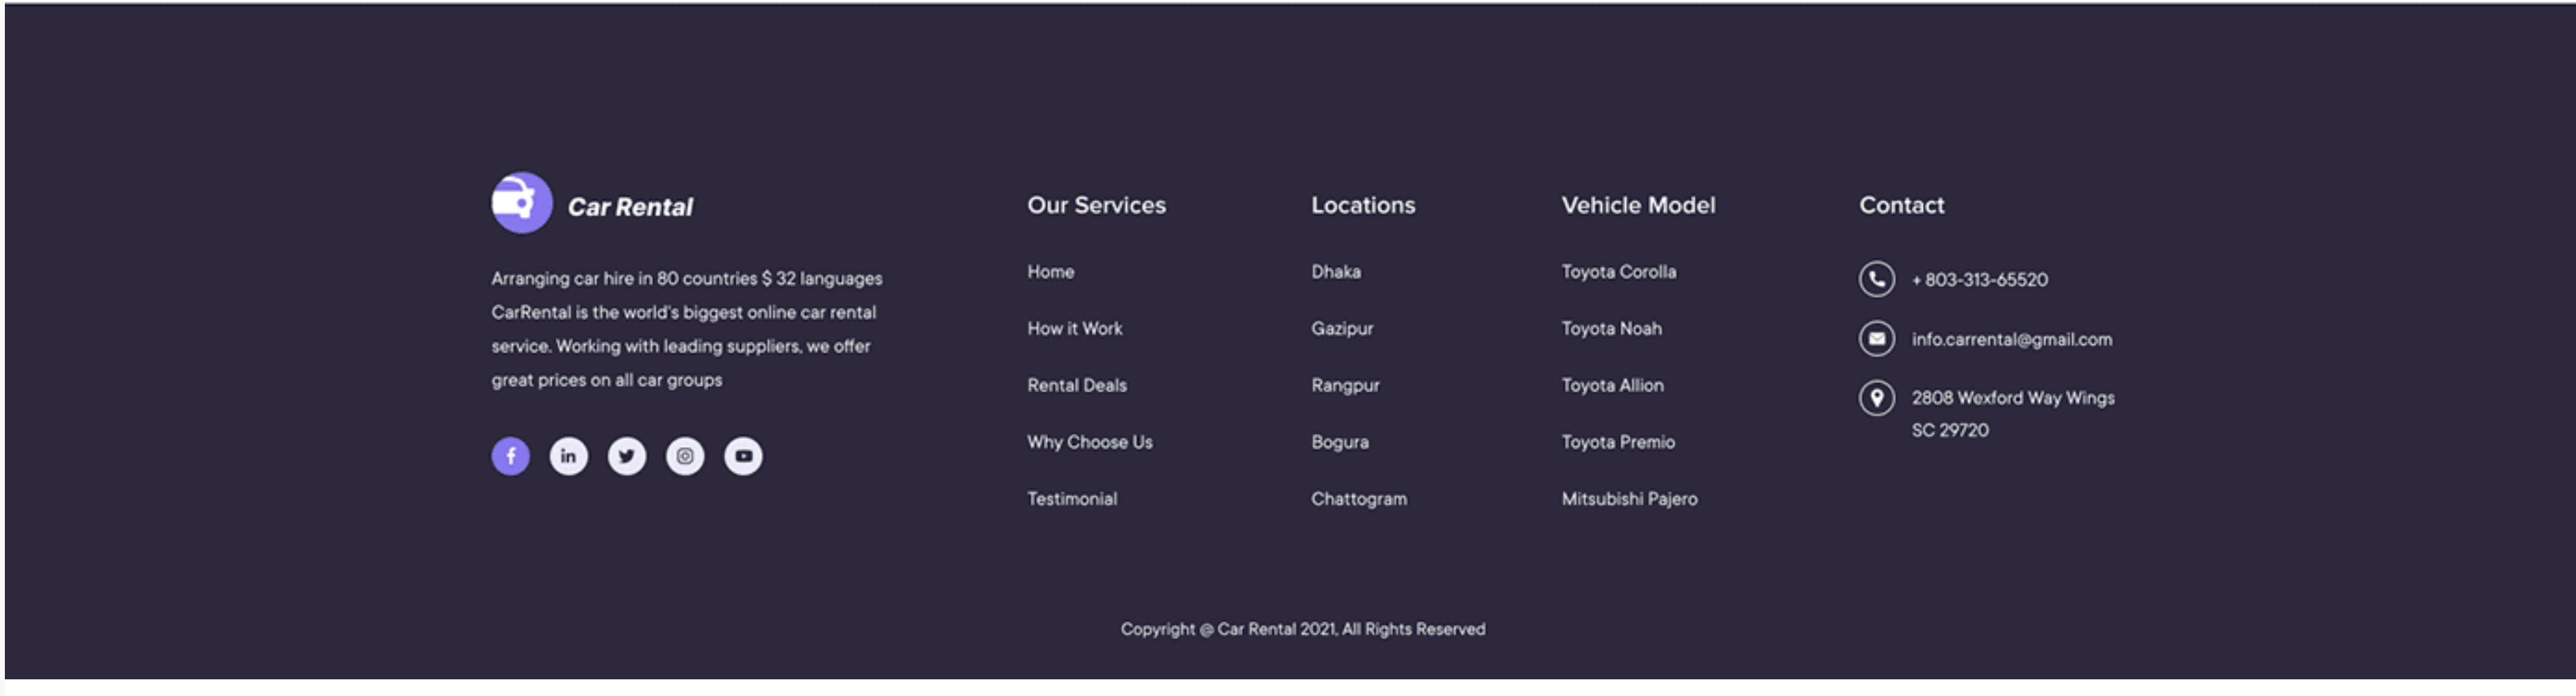 Car Rental
Arranging car hire in 80 countries $ 32 languages
CarRental is the world's biggest online car rental
service. Working with leading suppliers, we offer
great prices on all car groups
Our Services
Home
How it Work
Rental Deals
Why Choose Us
Testimonial
Locations
Dhaka
Gazipur
Rangpur
Bogura
Chattogram
Vehicle Model
Toyota Corolla
Toyota Noah
Toyota Allion
Toyota Premio
Mitsubishi Pajero
Contact
+ 803-313-65520
info.carrental@gmail.com
2808 Wexford Way Wings
SC 29720
Copyright @ Car Rental 2021, All Rights Reserved